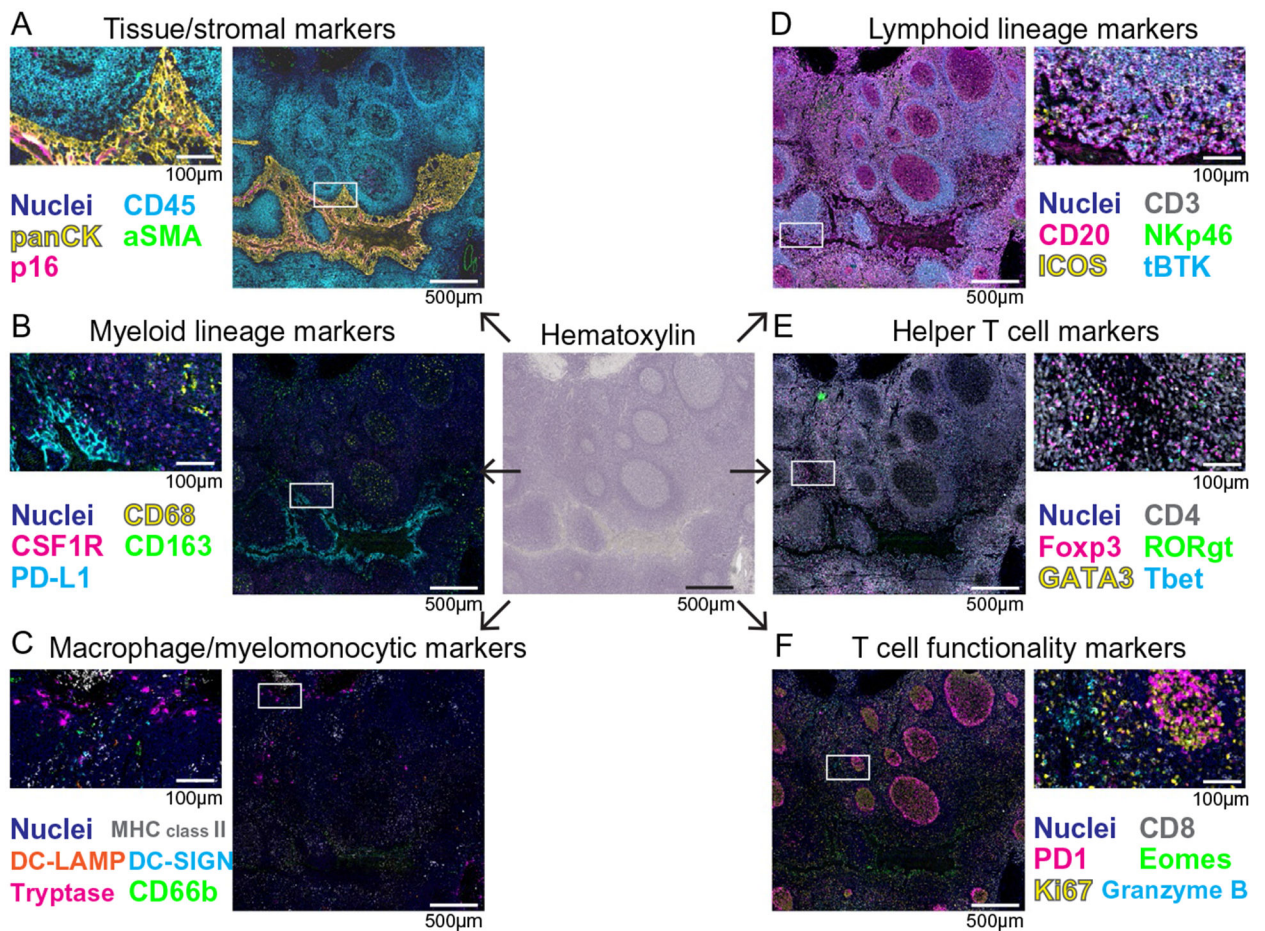 A Tissue/stromal markers
100µm
Nuclei CD45
panCK aSMA
p16
500µm
B Myeloid lineage markers
100µm
Nuclei CD68
CSF1R CD163
PD-L1
500µm
C Macrophage/myelomonocytic markers
100µm
Nuclei MHC class II
DC-LAMP DC-SIGN
Tryptase CD66b
500µm
Hematoxylin
500µm
D Lymphoid lineage markers
500µm
100µm
Nuclei CD3
CD20 NKp46
ICOS tBTK
E Helper T cell markers
500µm
100µm
Nuclei CD4
Foxp3 RORgt
GATA3 Tbet
F T cell functionality markers
500µm
100µm
Nuclei CD8
PD1 Eomes
Ki67 Granzyme B